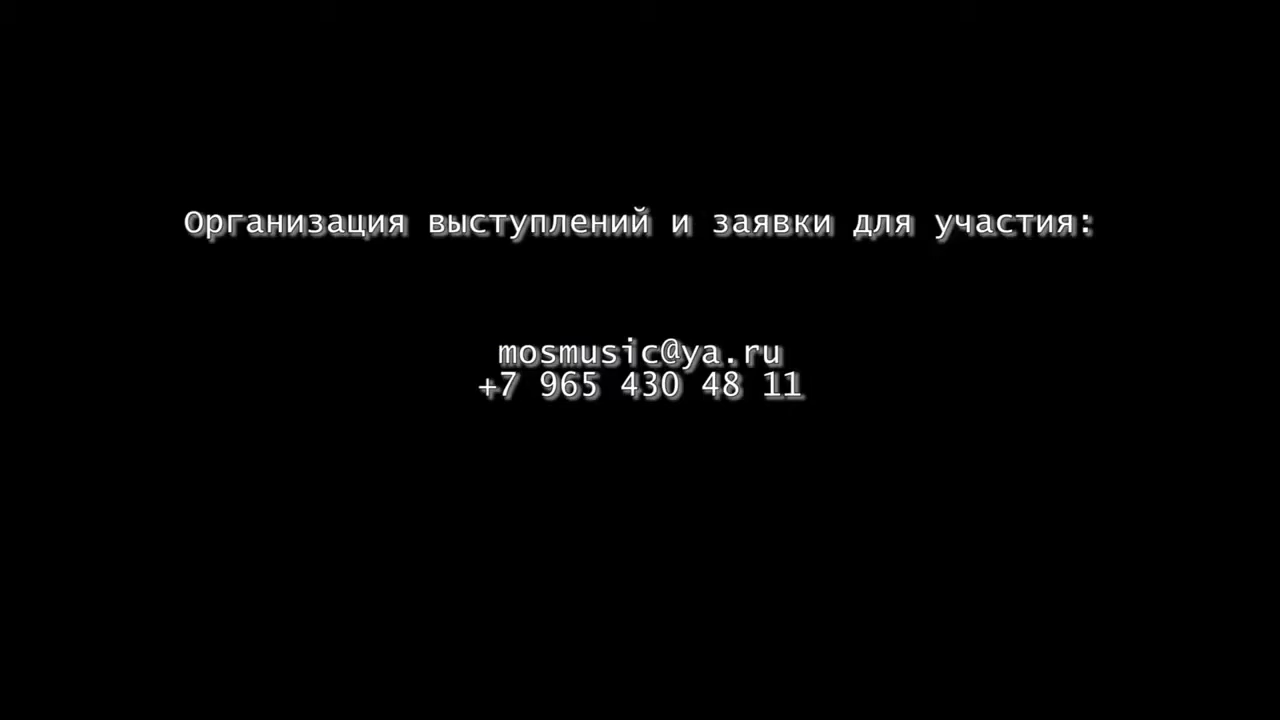 Организация выступлений и заявки для участия:
mosmusic@ya.ru
+7 965 430 48 11